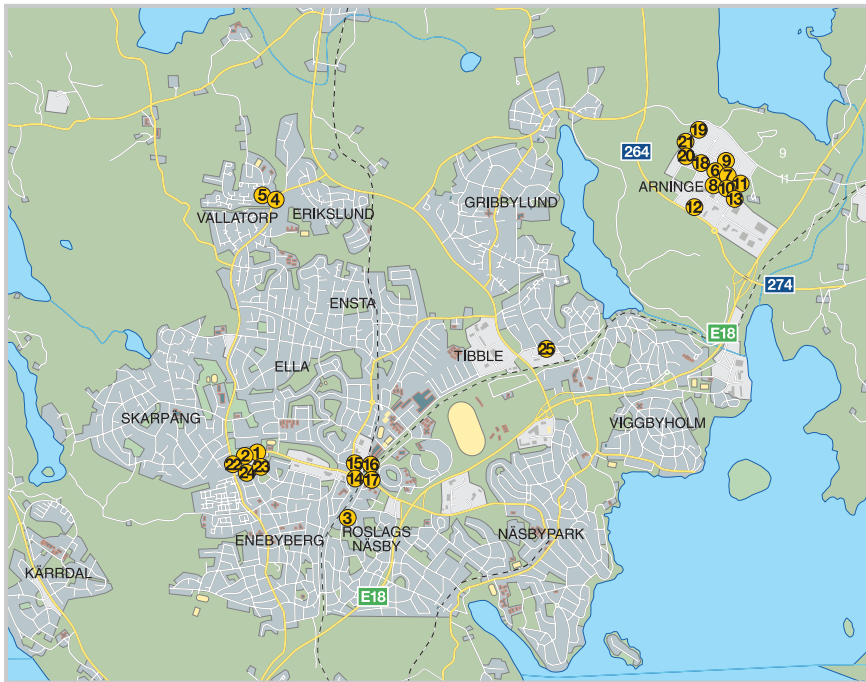 19
264
21
9
20
9
18
6
7
11
ARNINGE
8
10
11
13
5
4
VALLATORP
ERIKSLUND
GRIBBYLUND
12
274
ENSTA
E18
25
TIBBLE
ELLA
SKARPÄNG
VIGGBYHOLM
2
1
22
23
24
15
16
14
17
3
ROSLAGS
NÄSBY
ENEBYBERG
NÄSBYPARK
KÄRRDAL
E18